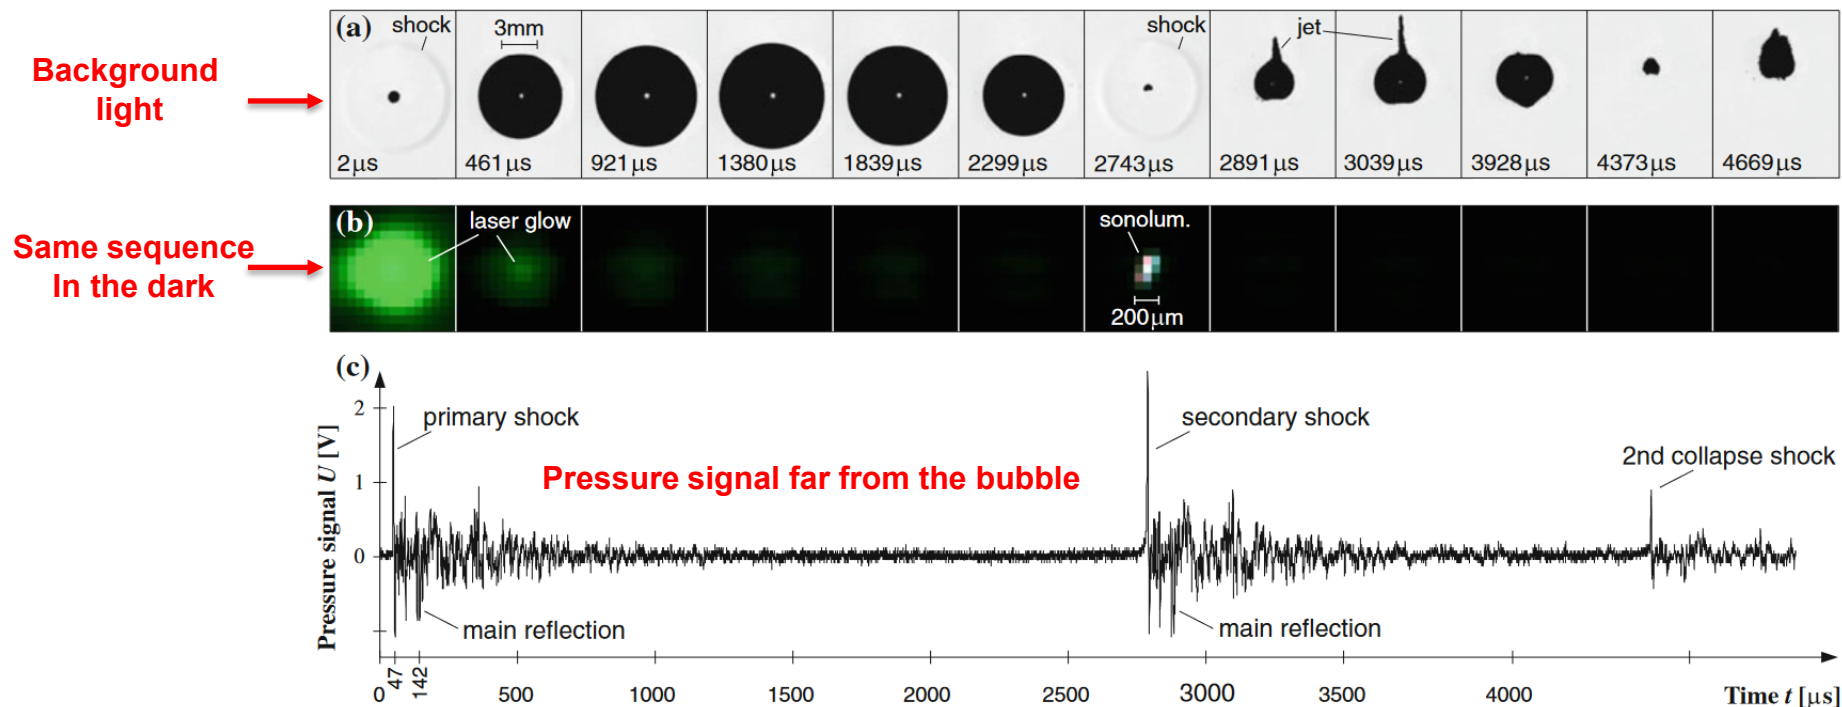 Background
light
(a)
shock
3mm
shock
jet
2μs
461μs
921μs
1380μs
1839μs
2299μs
2743μs
2891μs
3039μs
3928μs
4373μs
4669μs
Same sequence
In the dark
(b)
laser glow
sonolum.
200μm
(c)
Pressure signal U [V]
2
1
0
primary shock
secondary shock
2nd collapse shock
Pressure signal far from the bubble
main reflection
main reflection
0
47
142
500
1000
1500
2000
2500
3000
3500
4000
Time t [μs]